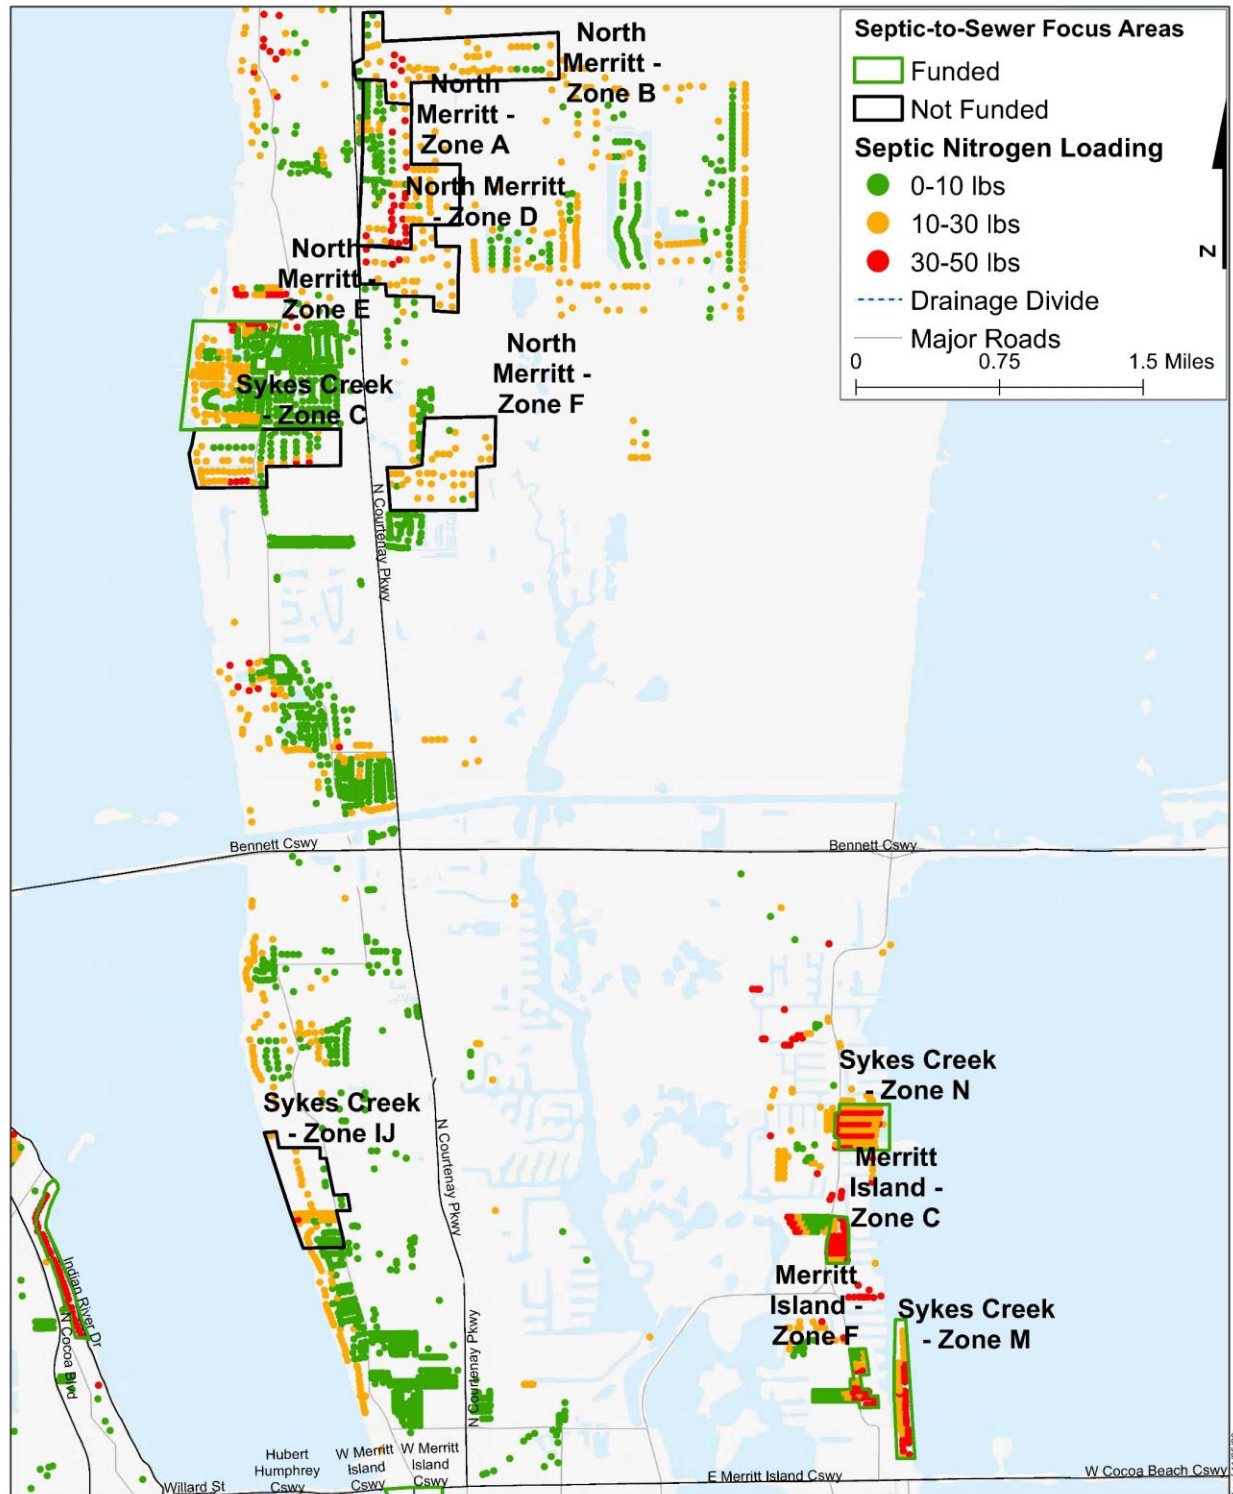 Septic-to-Sewer Focus Areas
Funded
Not Funded
Septic Nitrogen Loading
0-10 lbs
10-30 lbs
30-50 lbs
Drainage Divide
Major Roads
0 0.75 1.5 Miles
Z
North
Merritt -
Zone B
North
Merritt -
Zone A
North Merritt
- Zone D
North
Merritt -
Zone E
North
Merritt -
Zone F
Sykes Creek
- Zone C
N Courtenay Pkwy
Bennett Cswy
Bennett Cswy
Sykes Creek
- Zone N
Sykes Creek
- Zone IJ
N Courtenay Pkwy
Merritt
Island -
Zone C
Merritt
Island -
Zone F
Sykes Creek
- Zone M
Indian River Dr
N Cocoa Blvd
N Courtenay Pkwy
Willard St
Hubert
Humphrey
Cswy
W Merritt
Island
Cswy
W Merritt
Island
Cswy
E Merritt Island Cswy
W Cocoa Beach Cswy